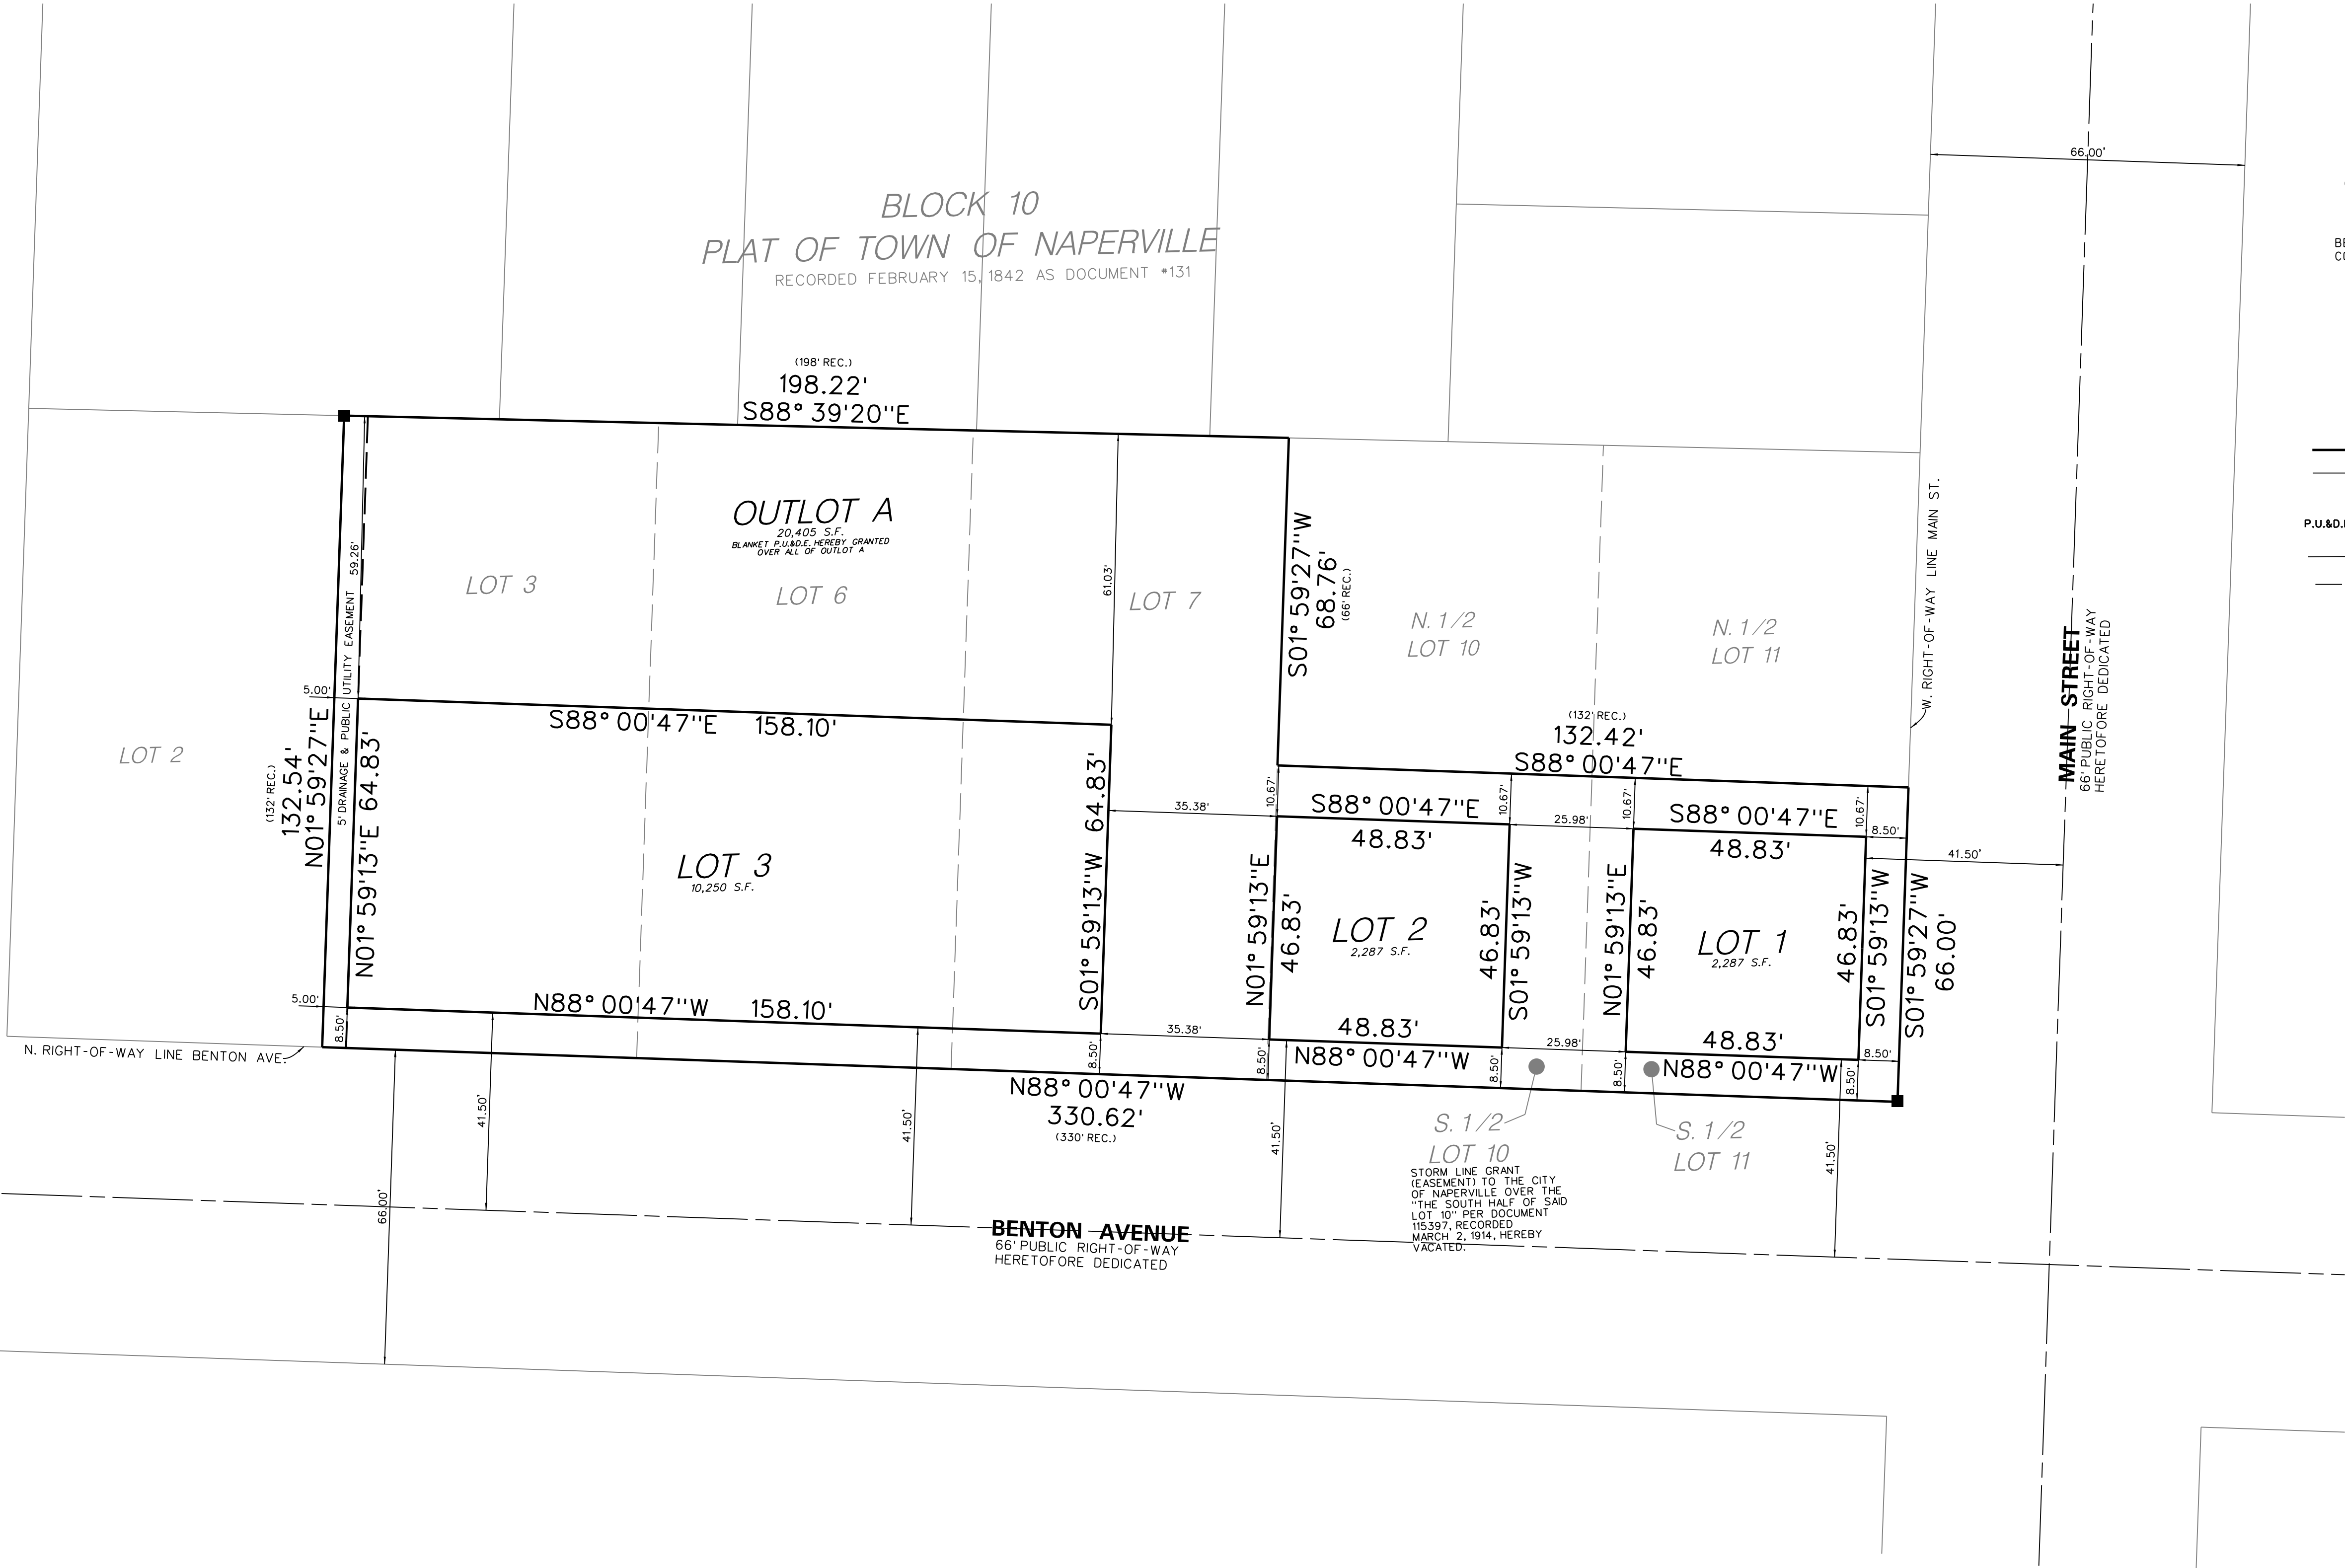 66.00'
BLOCK 10
PLAT OF TOWN OF NAPERVILLE
RECORDED FEBRUARY 15, 1842 AS DOCUMENT #131
BE
CO
(198' REC.)
198.22'
S88° 39'20"E
OUTLOT A
20,405 S.F.
BLANKET P.U.&D.E. HEREBY GRANTED
OVER ALL OF OUTLOT A
LOT 3
LOT 6
LOT 7
59.26'
61.03'
S01° 59'27"W
68.76'
(66' REC.)
N. 1/2
LOT 10
N. 1/2
LOT 11
W. RIGHT-OF-WAY LINE MAIN ST.
P.U.&D.
MAIN STREET
66' PUBLIC RIGHT-OF-WAY
HERETOFORE DEDICATED
5.00'
5' DRAINAGE & PUBLIC UTILITY EASEMENT
S88° 00'47"E 158.10'
(132' REC.)
132.42'
S88° 00'47"E
LOT 2
(132' REC.)
132.54'
N01° 59'27"E
N01° 59'13"E 64.83'
LOT 3
10,250 S.F.
S01° 59'13"W 64.83'
35.38'
10.67'
S88° 00'47"E
48.83'
10.67'
25.98'
10.67'
S88° 00'47"E
48.83'
10.67'
8.50'
41.50'
N01° 59'13"E
46.83'
LOT 2
2,287 S.F.
46.83'
S01° 59'13"W
N01° 59'13"E
46.83'
LOT 1
2,287 S.F.
46.83'
S01° 59'13"W
S01° 59'27"W
66.00'
5.00'
8.50'
N88° 00'47"W 158.10'
35.38'
8.50'
8.50'
48.83'
N88° 00'47"W
25.98'
8.50'
8.50'
48.83'
N88° 00'47"W
8.50'
8.50'
N. RIGHT-OF-WAY LINE BENTON AVE.
N88° 00'47"W
330.62'
(330' REC.)
41.50'
41.50'
41.50'
41.50'
66.00'
S. 1/2
LOT 10
S. 1/2
LOT 11
STORM LINE GRANT
(EASEMENT) TO THE CITY
OF NAPERVILLE OVER THE
"THE SOUTH HALF OF SAID
LOT 10" PER DOCUMENT
115397, RECORDED
MARCH 2, 1914, HEREBY
VACATED.
BENTON AVENUE
66' PUBLIC RIGHT-OF-WAY
HERETOFORE DEDICATED